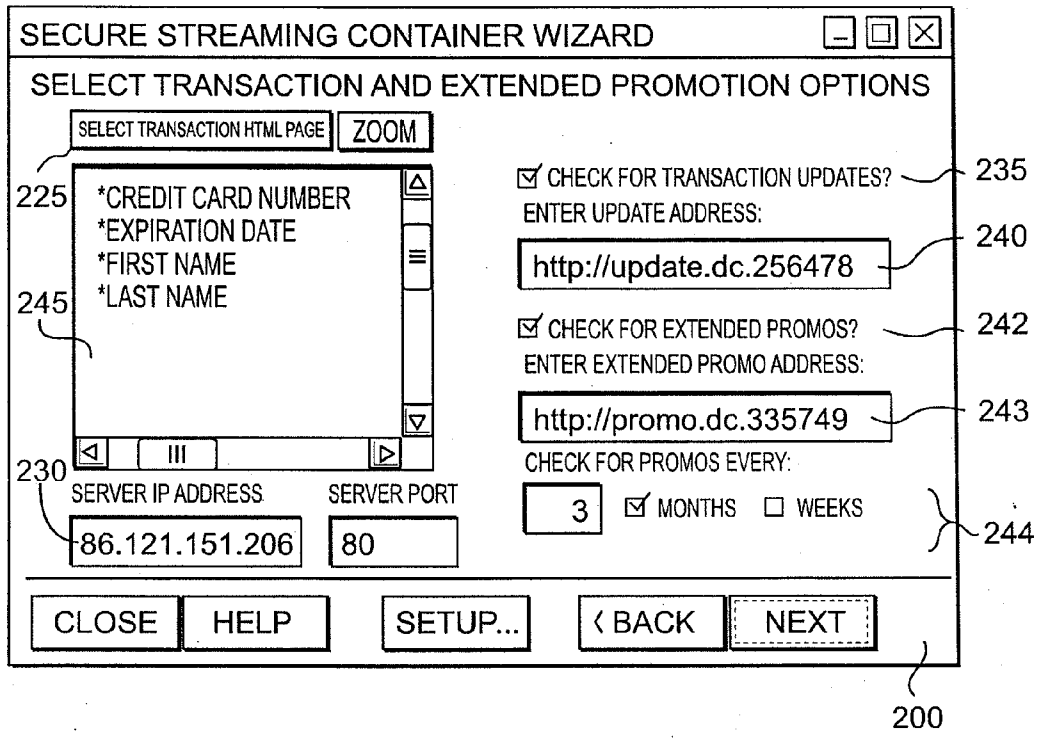 SECURE STREAMING CONTAINER WIZARD
SELECT TRANSACTION AND EXTENDED PROMOTION OPTIONS
SELECT TRANSACTION HTML PAGE
ZOOM
225
*CREDIT CARD NUMBER
*EXPIRATION DATE
*FIRST NAME
*LAST NAME
245
230
SERVER IP ADDRESS
SERVER PORT
86.121.151.206
80
CHECK FOR TRANSACTION UPDATES?
235
ENTER UPDATE ADDRESS:
http://update.dc.256478
240
CHECK FOR EXTENDED PROMOS?
242
ENTER EXTENDED PROMO ADDRESS:
http://promo.dc.335749
243
CHECK FOR PROMOS EVERY:
3
MONTHS
WEEKS
244
CLOSE
HELP
SETUP...
< BACK
NEXT
200